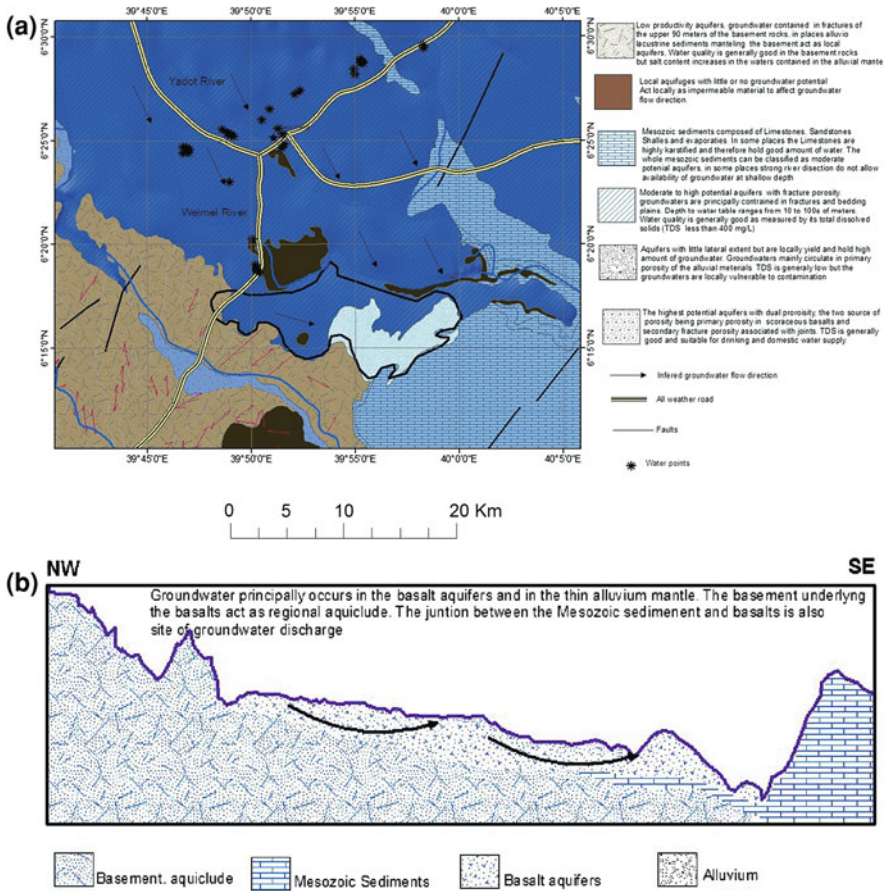 (a)
6°30'0"N
6°25'0"N
6°20'0"N
6°15'0"N
Yadot River
Welmel River
39°45'0"E
39°50'0"E
39°55'0"E
40°0'0"E
40°5'0"E
Low productivity aquifers, groundwater contained in fractures of
the upper 90 meters of the basement rocks, in places alluvio
lacustrine sediments manteling the basement act as local
aquifers, Water quality is generally good in the basement rocks
but salt content increases in the waters contained in the alluvial mante
Local aquifuges with little or no groundwater potential
Act locally as impermeable material to affect groundwater
flow direction
Mesozoic sediments composed of Limestones, Sandstones
Shalles and evaporaties. In some places the Limestones are
highly karstified and therefore hold good amount of water. The
whole mesozoic sediments can be classified as moderate
potenial aquifers, in some places strong river disection do not allow
availability of groundwater at shallow depth
Moderate to high potential aquifers with fracture porosity.
groundwaters are principally contained in fractures and bedding
plains. Depth to water table ranges from 10 to 100s of meters.
Water quality is generally good as measured by its total dissolved
solids (TDS less than 400 mg/L)
Aquifers with little lateral extent but are locally yield and hold high
amount of groundwater. Groundwaters mainly circulate in primary
porosity of the alluvial meterials. TDS is generaly low but the
groundwaters are locally vulnerable to contamination
The highest potential aquifers with dual proroisity, the two source of
porosity being primary porosity in scoraceous basalts and
secondary fracture porosity associated with joints. TDS is generally
good and suitable for drinking and domestic water supply.
Infered groundwater flow direction
All weather road
Faults
Water points
0 5 10 20 Km
(b)
NW
SE
Groundwater principally occurs in the basalt aquifers and in the thin alluvium mantle. The basement underlyng
the basalts act as regional aquiclude. The juntion between the Mesozoic sedimenent and basalts is also
site of groundwater discharge
Basement. aquiclude
Mesozoic Sediments
Basalt aquifers
Alluvium